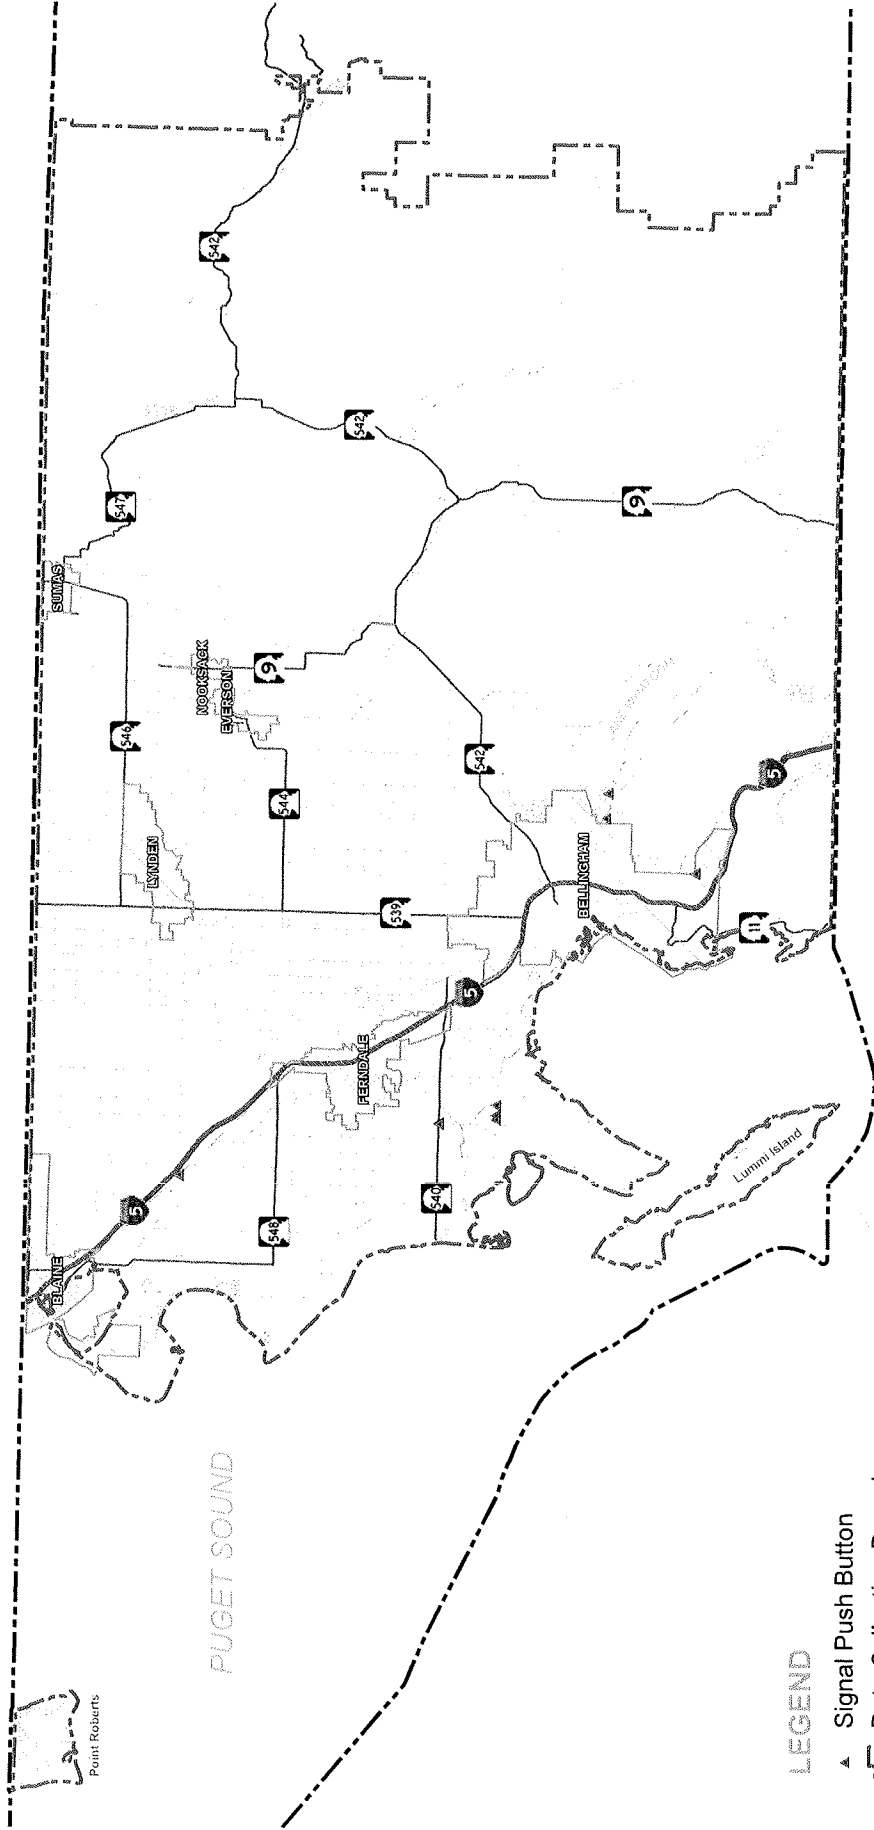 Point Roberts
PUGET SOUND
BLAINE
5
548
FERNDALE
540
5
Lummi Island
LYNDEN
539
546
544
NOOKSACK
EVERSON
9
SUMAS
547
542
542
542
9
BELLINGHAM
5
11
LEGEND
Signal Push Button